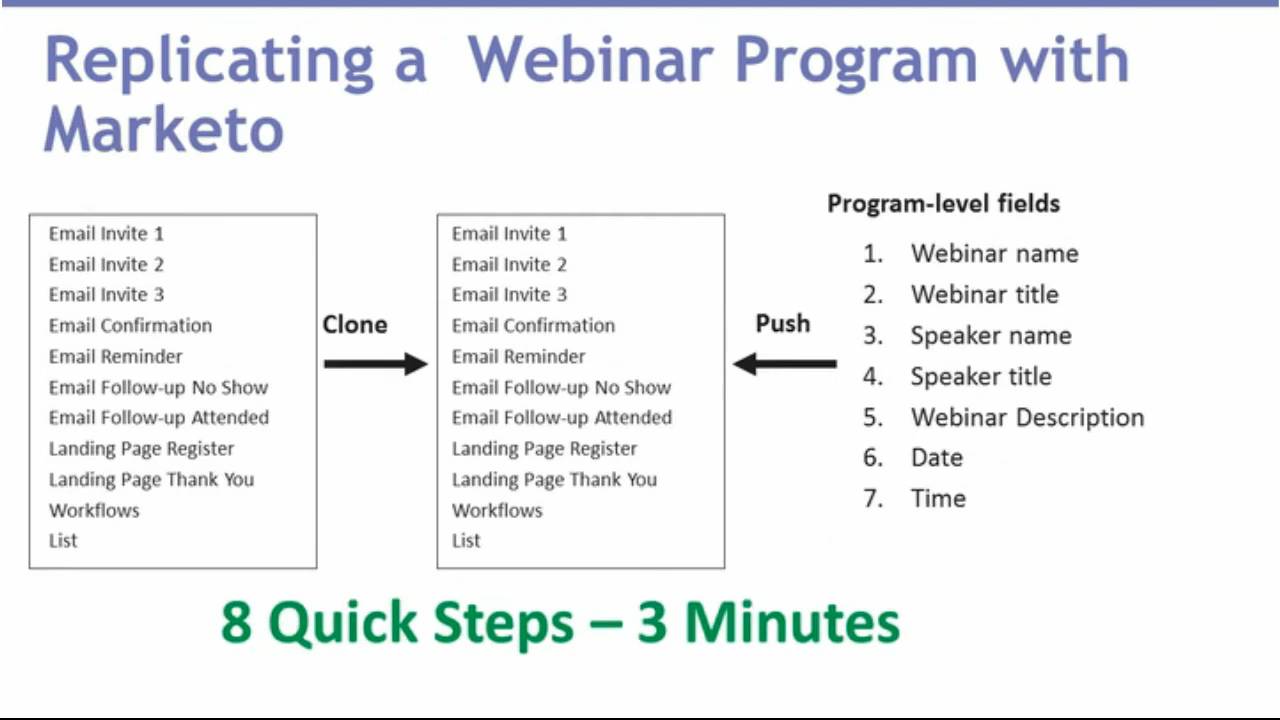 Replicating a  Webinar Program with
Marketo
Email Invite 1
Email Invite 2
Email Invite 3
Email Confirmation
Email Reminder
Email Follow-up No Show
Email Follow-up Attended
Landing Page Register
Landing Page Thank You
Workflows
List
Clone
Email Invite 1
Email Invite 2
Email Invite 3
Email Confirmation
Email Reminder
Email Follow-up No Show
Email Follow-up Attended
Landing Page Register
Landing Page Thank You
Workflows
List
Push
Program-level fields
1. Webinar name
2. Webinar title
3. Speaker name
4. Speaker title
5. Webinar Description
6. Date
7. Time
8 Quick Steps – 3 Minutes